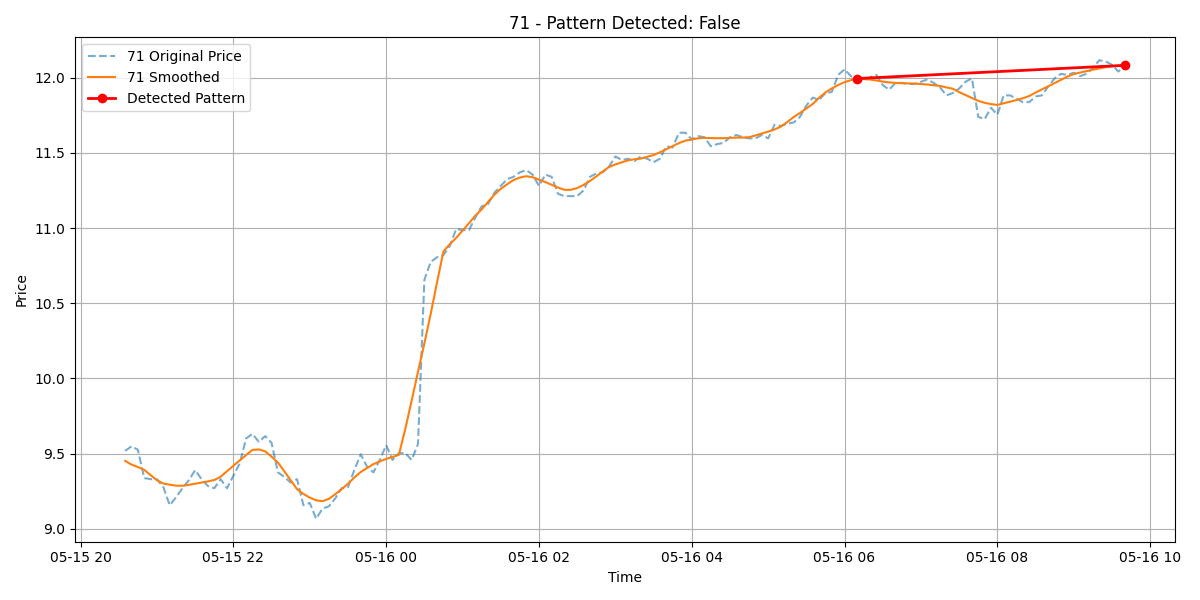 71 - Pattern Detected: False
71 Original Price
71 Smoothed
Detected Pattern
Price
12.0
11.5
11.0
10.5
10.0
9.5
9.0
05-15 20 05-15 22 05-16 00 05-16 02 05-16 04 05-16 06 05-16 08 05-16 10
Time